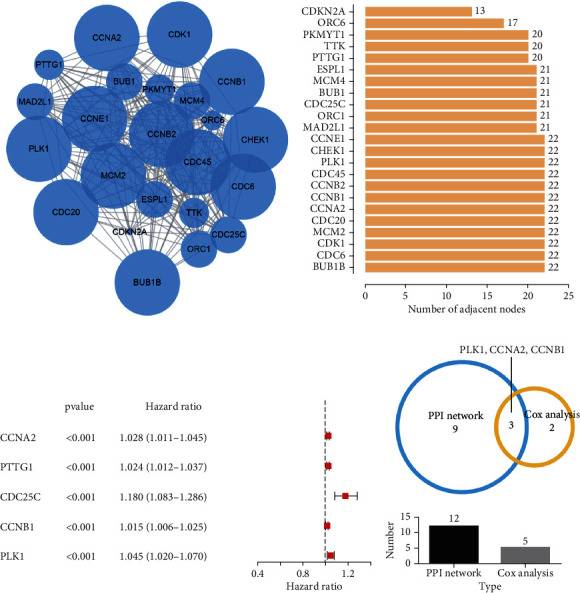 CCNA2
CDK1
PTTG1
BUB1
PKMYT1
CCNB1
MAD2L1
MCM4
CCNE1
ORC6
CCNB2
PLK1
CHEK1
CDC45
MCM2
CDC6
ESPL1
CDC20
TTK
CDKN2A
CDC25C
ORC1
BUB1B
CDKN2A 13
ORC6 17
PKMYT1 20
TTK 20
PTTG1 20
ESPL1 21
MCM4 21
BUB1 21
CDC25C 21
ORC1 21
MAD2L1 21
CCNE1 22
CHEK1 22
PLK1 22
CDC45 22
CCNB2 22
CCNB1 22
CCNA2 22
CDC20 22
MCM2 22
CDK1 22
CDC6 22
BUB1B 22
0 5 10 15 20 25
Number of adjacent nodes
pvalue Hazard ratio
CCNA2 <0.001 1.028 (1.011–1.045)
PTTG1 <0.001 1.024 (1.012–1.037)
CDC25C <0.001 1.180 (1.083–1.286)
CCNB1 <0.001 1.015 (1.006–1.025)
PLK1 <0.001 1.045 (1.020–1.070)
0.4 0.8 1.2
Hazard ratio
PLK1, CCNA2, CCNB1
PPI network
9
3
Cox analysis
2
Number
15
10
5
0
12
5
PPI network Cox analysis
Type